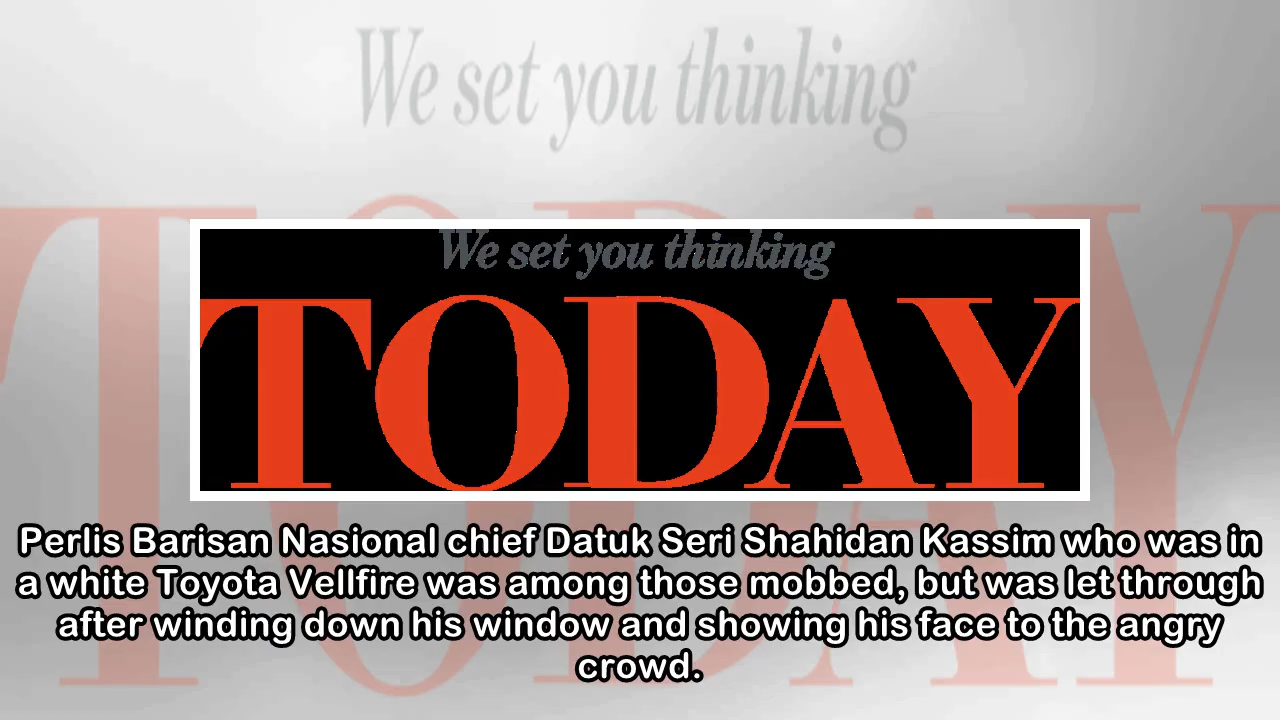 We set you thinking
TODAY
We set you thinking
TODAY
Perlis Barisan Nasional chief Datuk Seri Shahidan Kassim who was in
a white Toyota Vellfire was among those mobbed, but was let through
after winding down his window and showing his face to the angry
crowd.